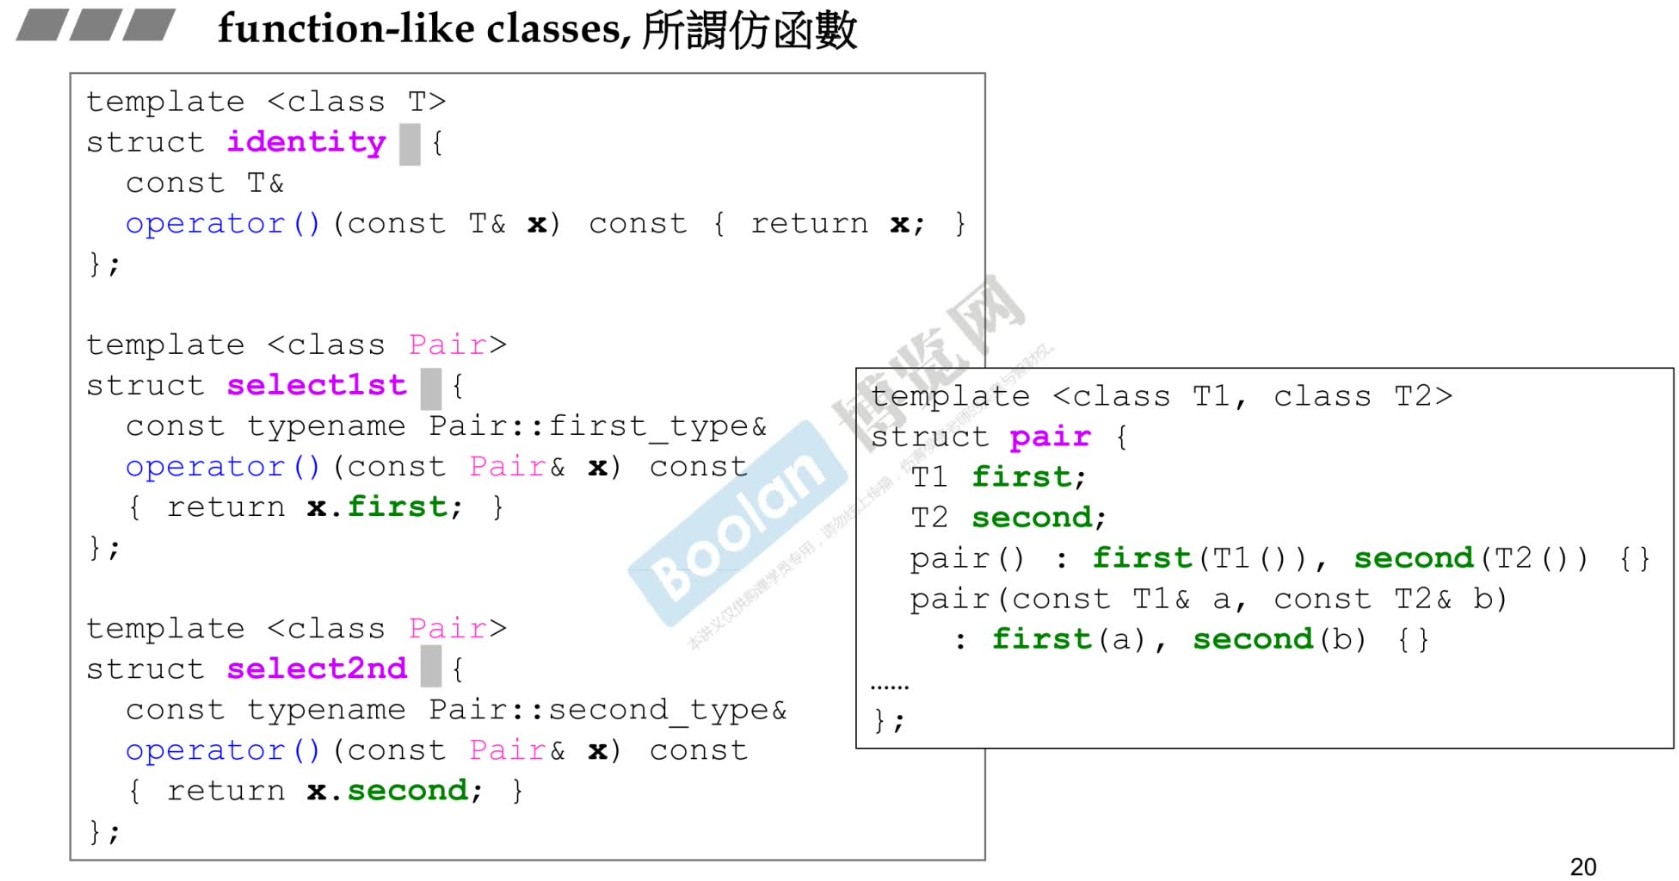 function-like classes, 所謂仿函數
template <class T>
struct identity {
const T&
operator()(const T& x) const { return x; }
};
template <class Pair>
struct select1st {
const typename Pair::first_type&
operator()(const Pair& x) const
{ return x.first; }
};
template <class Pair>
struct select2nd {
const typename Pair::second_type&
operator()(const Pair& x) const
{ return x.second; }
};
template <class T1, class T2>
struct pair {
T1 first;
T2 second;
pair() : first(T1()), second(T2()) {}
pair(const T1& a, const T2& b)
: first(a), second(b) {}
……
};
Boolan 博览网
20